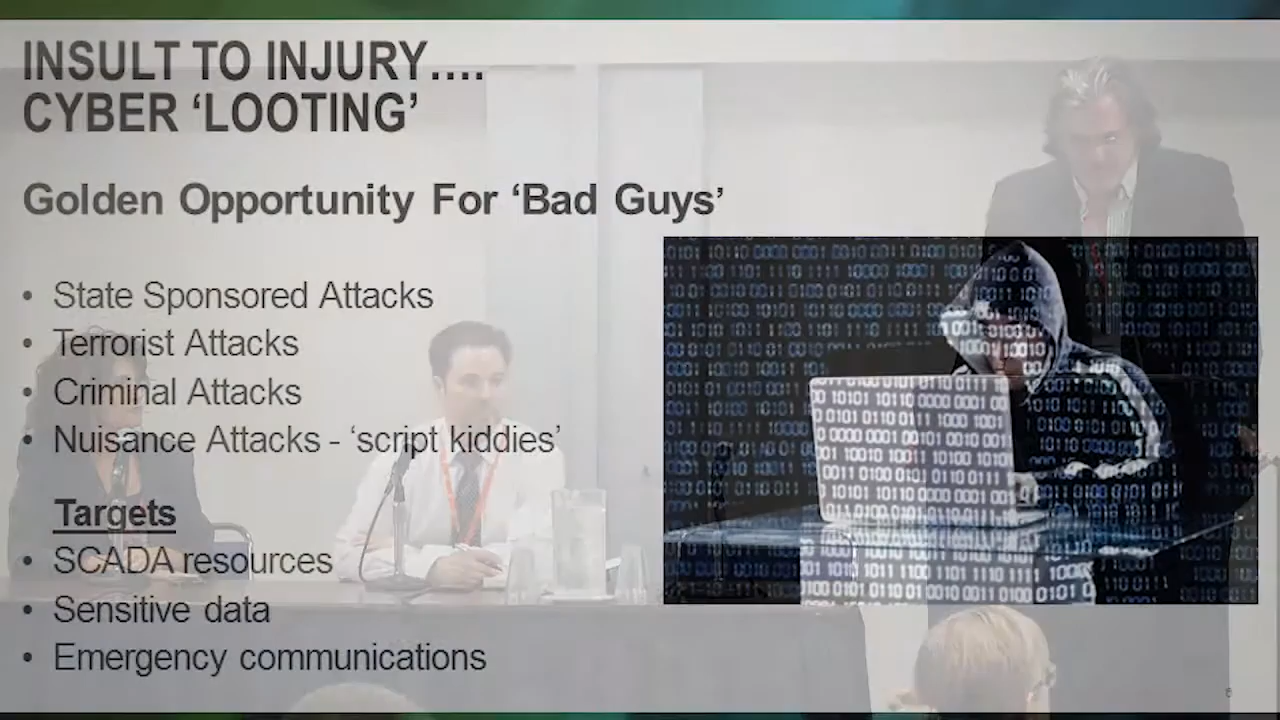 INSULT TO INJURY....
CYBER ‘LOOTING’
Golden Opportunity For ‘Bad Guys’
• State Sponsored Attacks
• Terrorist Attacks
• Criminal Attacks
• Nuisance Attacks - ‘script kiddies’
Targets
• SCADA resources
• Sensitive data
• Emergency communications